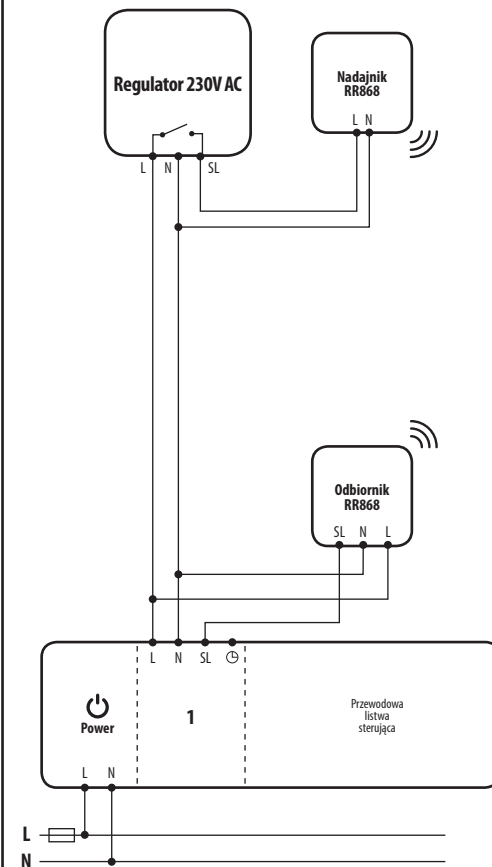 Regulator 230V AC
Nadajnik
RR868
L N
L N SL
Odbiornik
RR868
SL N L
L N SL
Power
1
Przewodowa
listwa
sterująca
L N
L
N